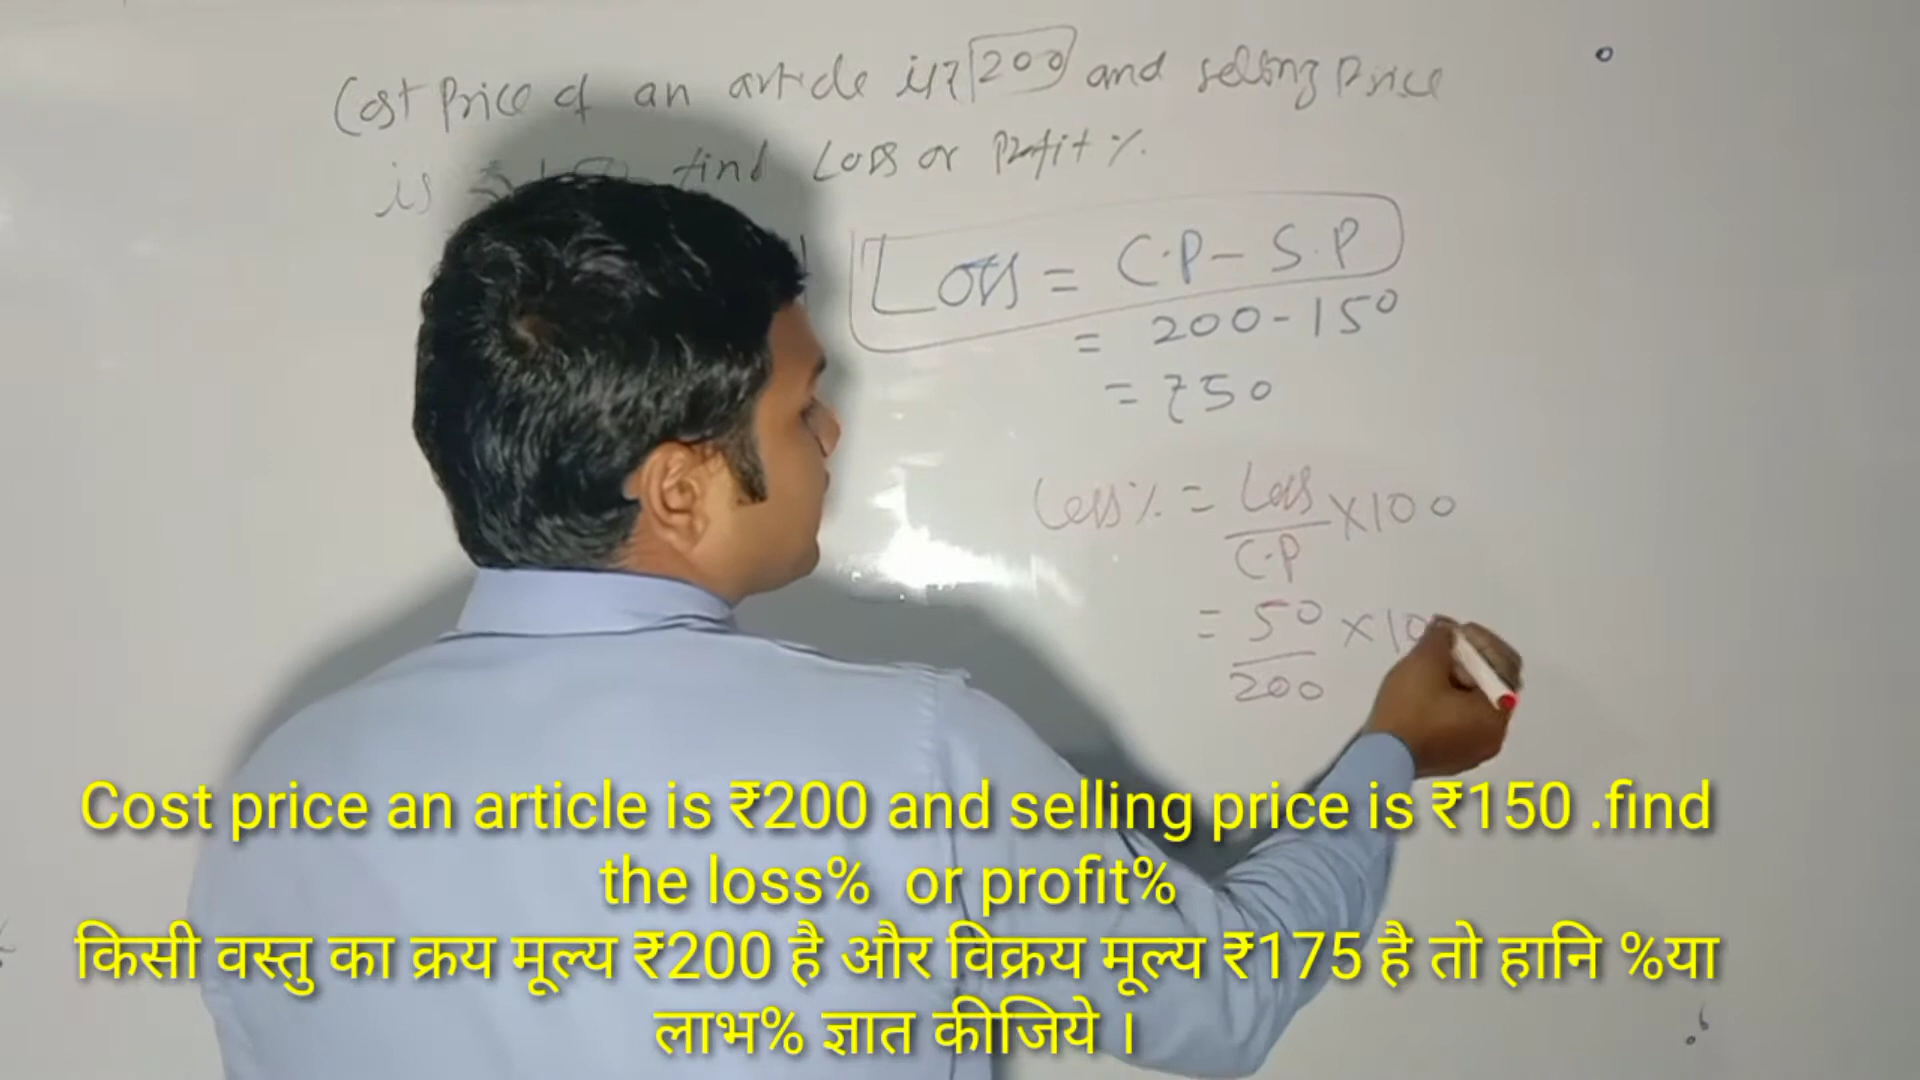 Cost Price of an article is ₹ 200 and selling Price
is find Loss or Profit %.
Loss = C.P - S.P
= 200 - 150
= ₹50
Loss % = Loss/C.P × 100
= 50/200 × 10
Cost price an article is ₹200 and selling price is ₹150 .find
the loss% or profit%
किसी वस्तु का क्रय मूल्य ₹200 है और विक्रय मूल्य ₹175 है तो हानि %या
लाभ% ज्ञात कीजिये ।